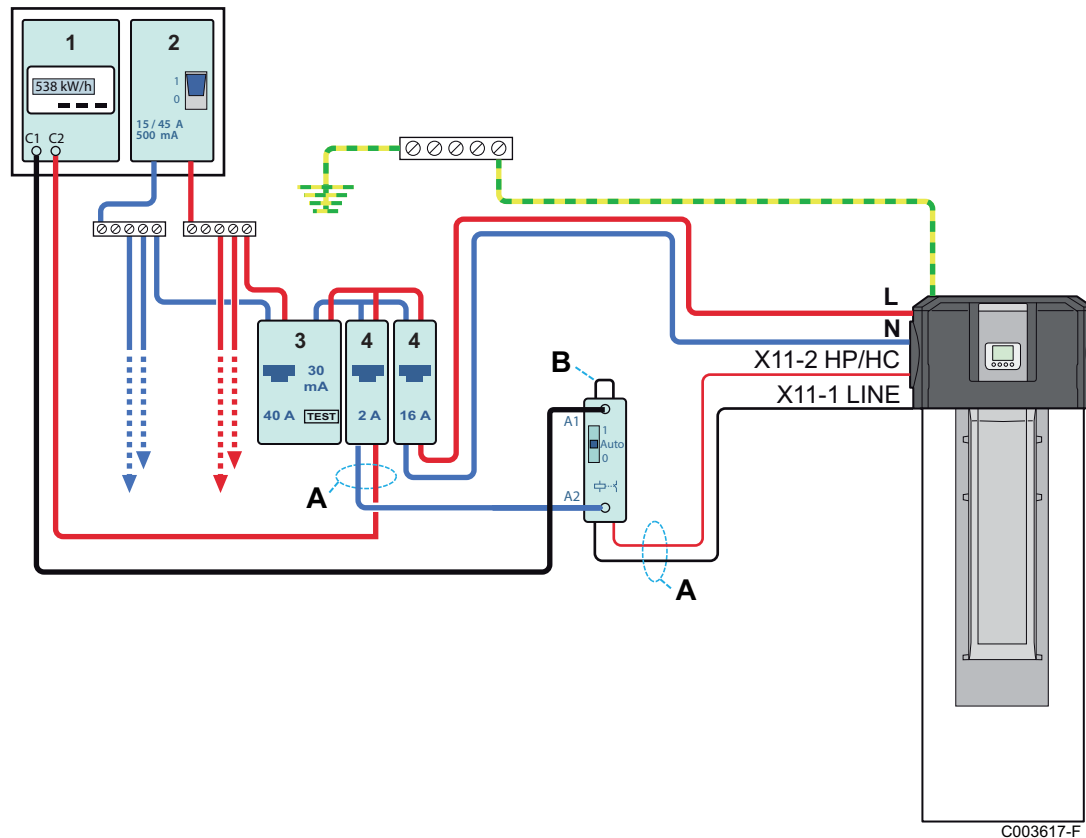 1
2
538 kW/h
1
0
15 / 45 A
500 mA
C1 C2
L
N
X11-2 HP/HC
X11-1 LINE
3
4
4
30
mA
40 A
TEST
2 A
16 A
B
A1
1
Auto
0
A2
A
A
C003617-F